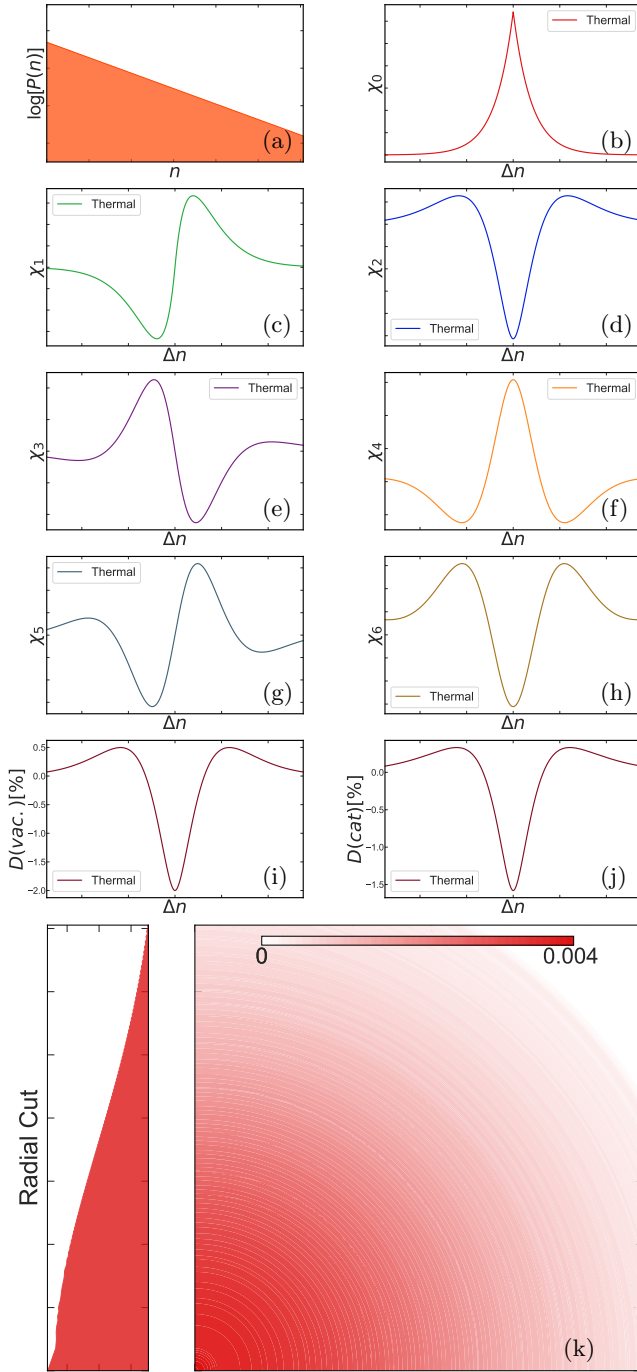 log[P(n)]
(a)
n
χ0
Thermal
(b)
Δn
χ1
Thermal
(c)
Δn
χ2
Thermal
(d)
Δn
χ3
Thermal
(e)
Δn
χ4
Thermal
(f)
Δn
χ5
Thermal
(g)
Δn
χ6
Thermal
(h)
Δn
D(vac.)[%]
0.5
0.0
−0.5
−1.0
−1.5
−2.0
Thermal
(i)
Δn
D(cat)[%]
0.0
−0.5
−1.0
−1.5
Thermal
(j)
Δn
Radial Cut
0
0.004
(k)